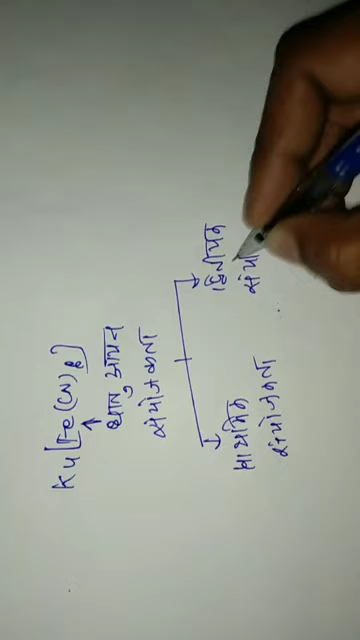 K4[Fe(CN)6]
धातु आयन
संयोजकता
प्राथमिक
संयोजकता
द्वितीयक
संयो